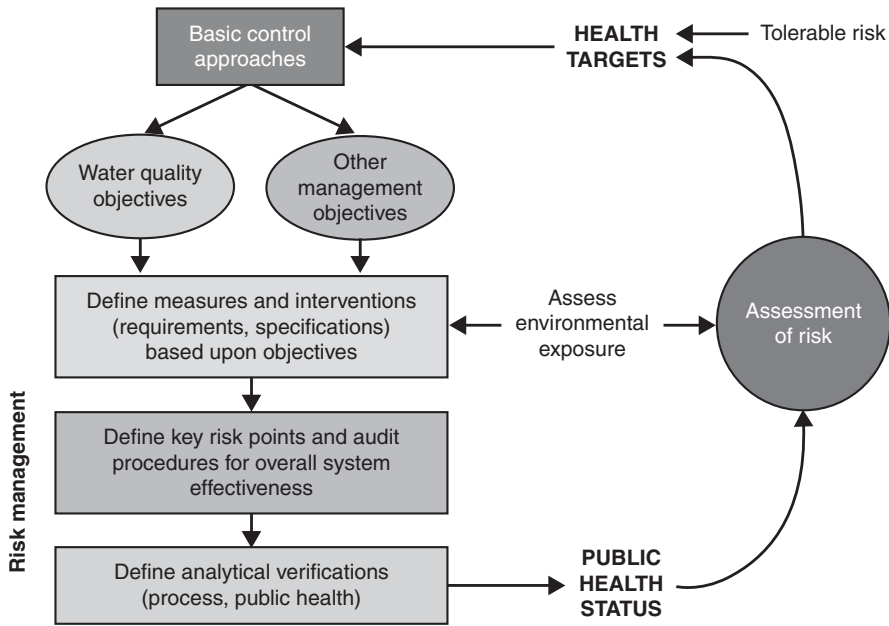 Basic control
approaches
HEALTH
TARGETS
Tolerable risk
Water quality
objectives
Other
management
objectives
Define measures and interventions
(requirements, specifications)
based upon objectives
Assess
environmental
exposure
Assessment
of risk
Define key risk points and audit
procedures for overall system
effectiveness
Risk management
Define analytical verifications
(process, public health)
PUBLIC
HEALTH
STATUS